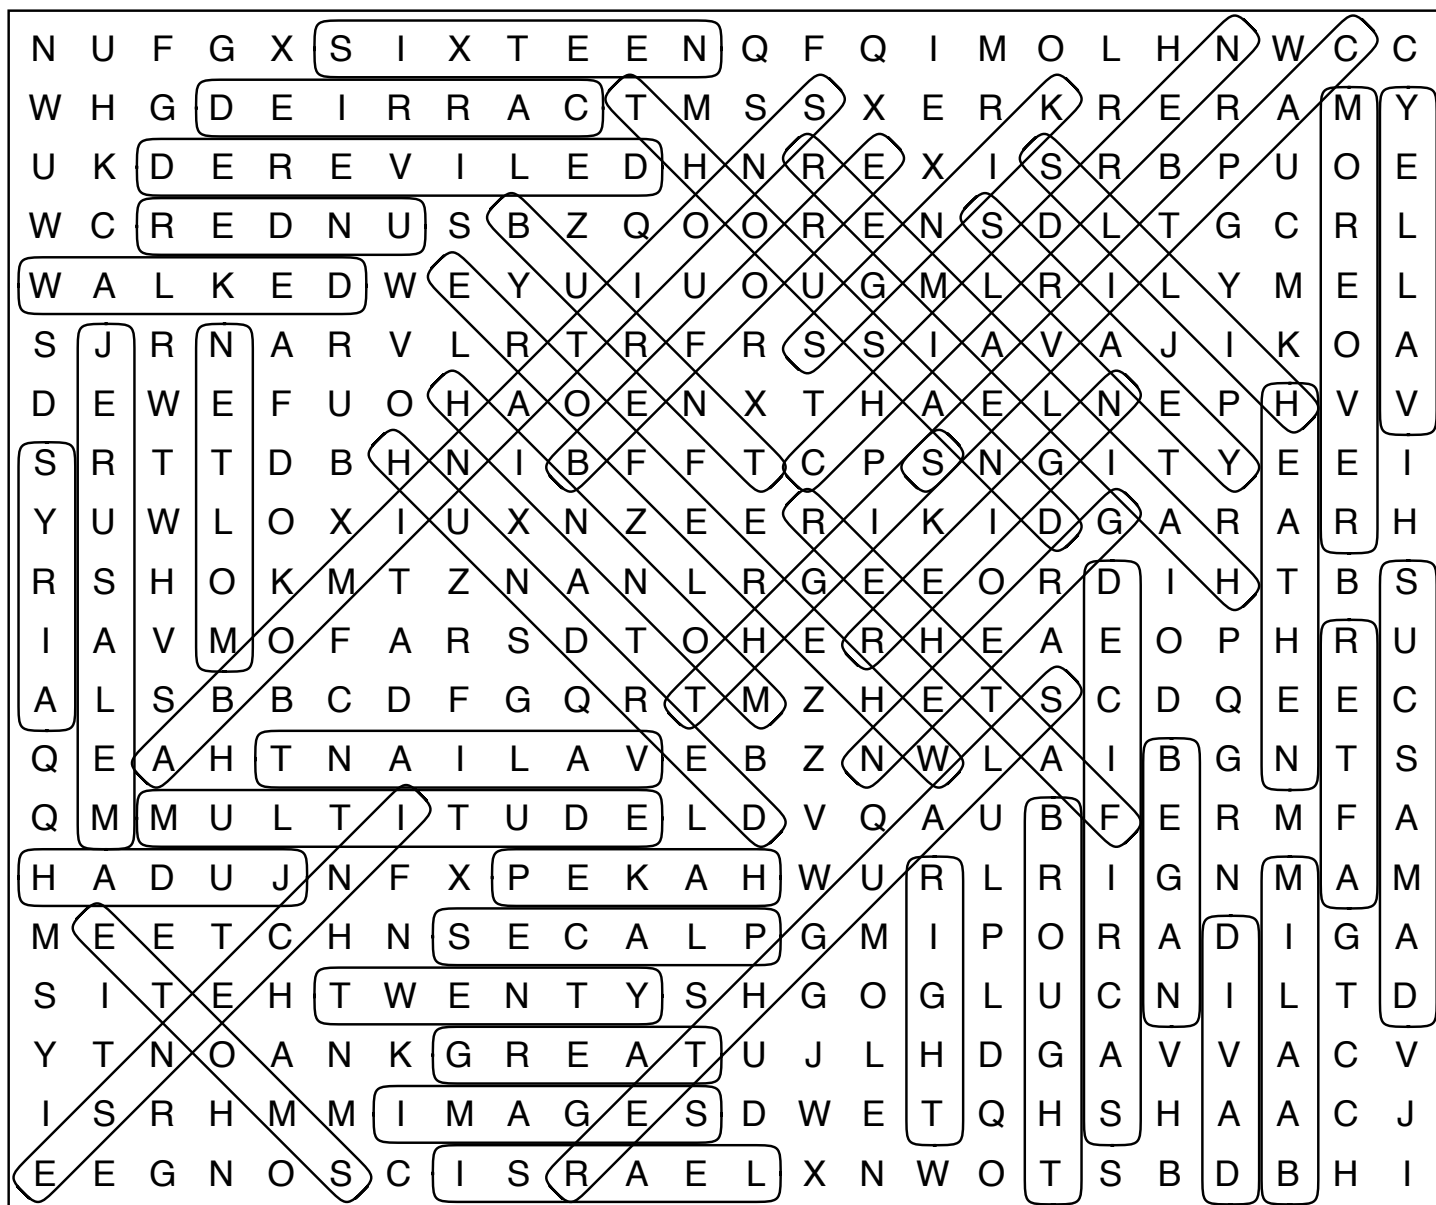 N U F G X S I X T E E N Q F Q I M O L H N W C C
W H G D E I R R A C T M S S X E R K R E R A M Y
U K D E R E V I L E D H N R E X I S R B P U O E
W C R E D N U S B Z Q O O R E N S D L T G C R L
W A L K E D W E Y U I U O U G M L R I L Y M E L
S J R N A R V L R T R F R S S I A V A J I K O A
D E W E F U O H A O E N X T H A E L N E P H V V
S R T T D B H N I B F F T C P S N G I T Y E E I
Y U W L O X I U X N Z E E R I K I D G A R A R H
R S H O K M T Z N A N L R G E E O R D I H T B S
I A V M O F A R S D T O H E R H E A E O P H R U
A L S B B C D F G Q R T M Z H E T S C D Q E E C
Q E A H T N A I L A V E B Z N W L A I B G N T S
Q M M U L T I T U D E L D V Q A U B F E R M F A
H A D U J N F X P E K A H W U R L R I G N M A M
M E E T C H N S E C A L P G M I P O R A D I G A
S I T E H T W E N T Y S H G O G L U C N I L T D
Y T N O A N K G R E A T U J L H D G A V V A C V
I S R H M M I M A G E S D W E T Q H S H A A C J
E E G N O S C I S R A E L X N W O T S B D B H I